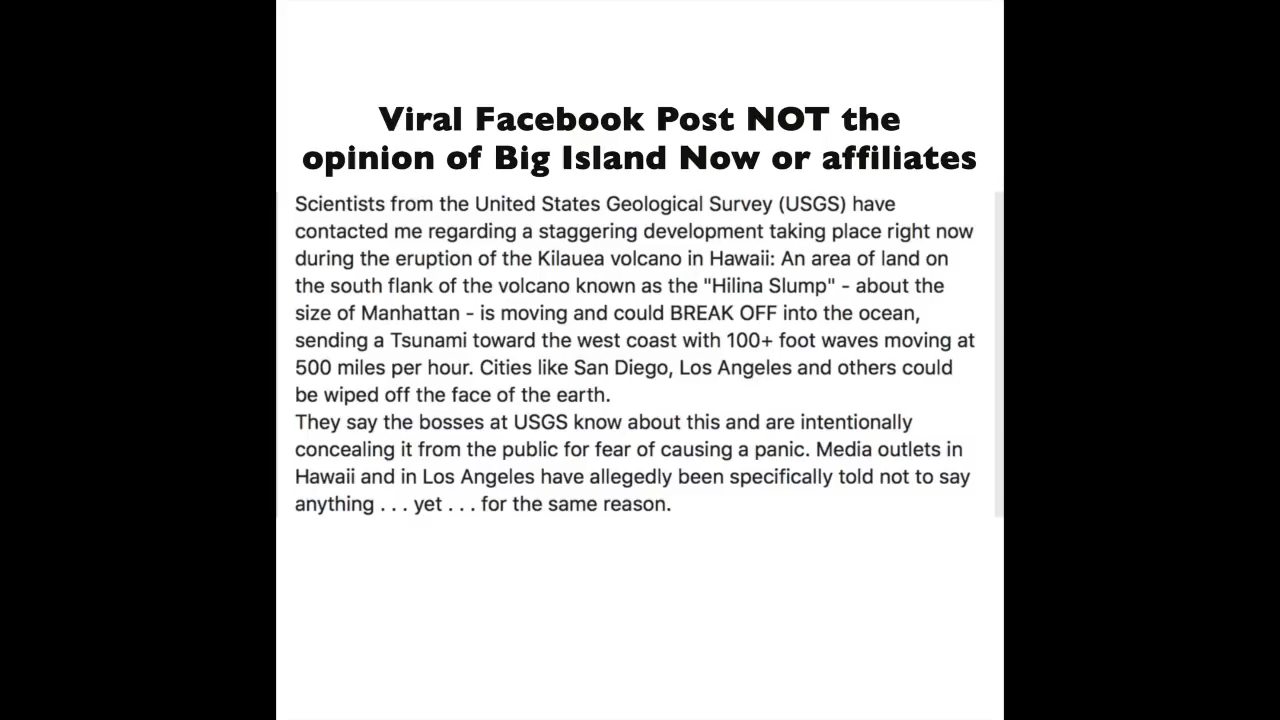 Viral Facebook Post NOT the
opinion of Big Island Now or affiliates
Scientists from the United States Geological Survey (USGS) have
contacted me regarding a staggering development taking place right now
during the eruption of the Kilauea volcano in Hawaii: An area of land on
the south flank of the volcano known as the "Hilina Slump" - about the
size of Manhattan - is moving and could BREAK OFF into the ocean,
sending a Tsunami toward the west coast with 100+ foot waves moving at
500 miles per hour. Cities like San Diego, Los Angeles and others could
be wiped off the face of the earth.
They say the bosses at USGS know about this and are intentionally
concealing it from the public for fear of causing a panic. Media outlets in
Hawaii and in Los Angeles have allegedly been specifically told not to say
anything . . . yet . . . for the same reason.